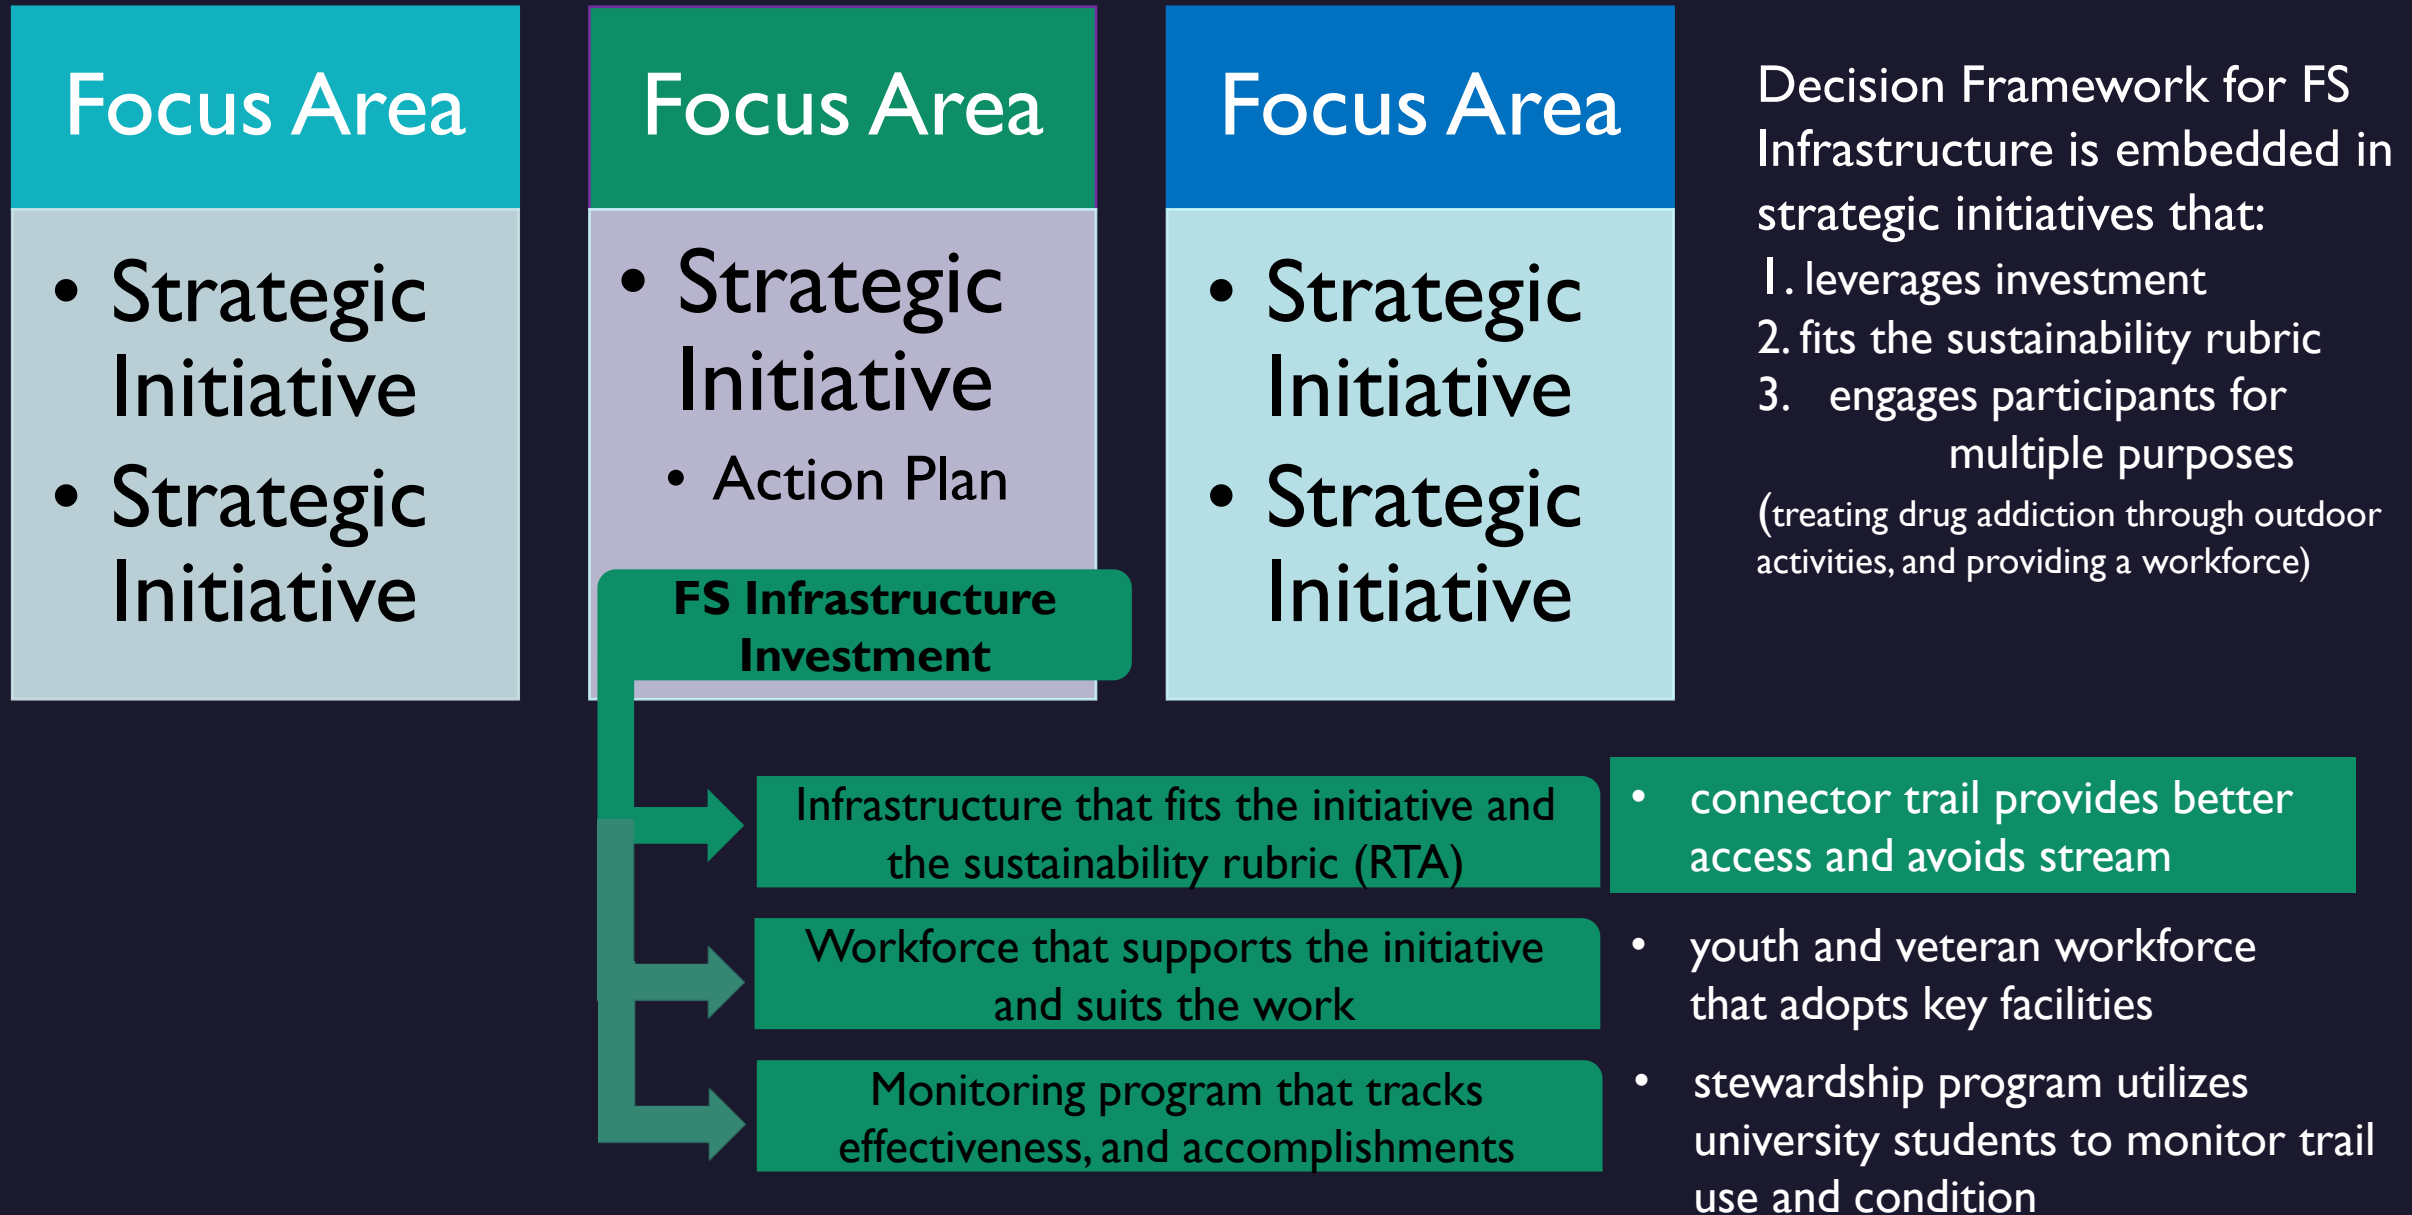 Focus Area
• Strategic
Initiative
• Strategic
Initiative
Focus Area
• Strategic
Initiative
• Action Plan
FS Infrastructure
Investment
Focus Area
• Strategic
Initiative
• Strategic
Initiative
Decision Framework for FS
Infrastructure is embedded in
strategic initiatives that:
1. leverages investment
2. fits the sustainability rubric
3. engages participants for
multiple purposes
(treating drug addiction through outdoor
activities, and providing a workforce)
Infrastructure that fits the initiative and
the sustainability rubric (RTA)
• connector trail provides better
access and avoids stream
Workforce that supports the initiative
and suits the work
• youth and veteran workforce
that adopts key facilities
Monitoring program that tracks
effectiveness, and accomplishments
• stewardship program utilizes
university students to monitor trail
use and condition